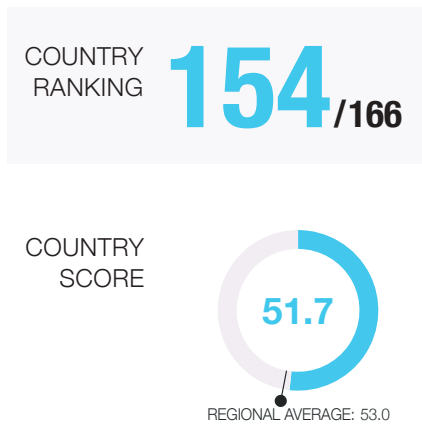 COUNTRY
RANKING
154/166
COUNTRY
SCORE
51.7
REGIONAL AVERAGE: 53.0